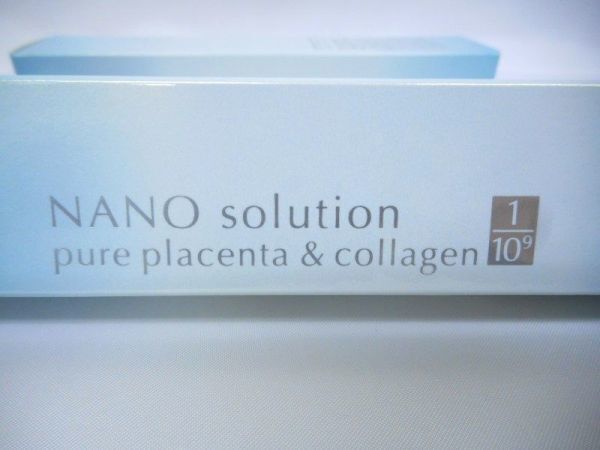 NANO solution
pure placenta & collagen
1
10⁹